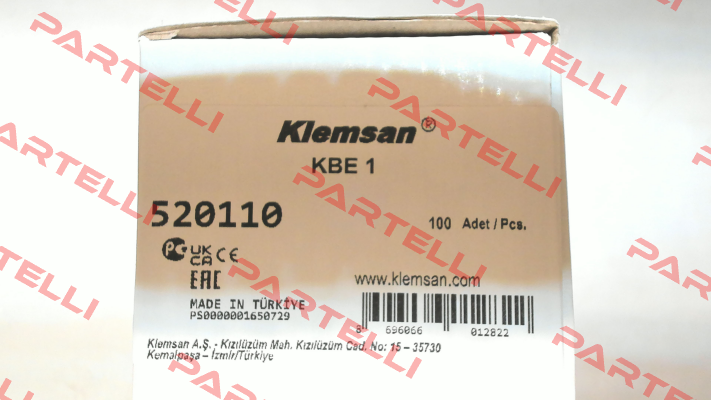 Klemsan®
KBE 1
520110
100 Adet / Pcs.
UK CA CE
EAC
www.klemsan.com
MADE IN TÜRKİYE
PS0000001650729
8 696066 012822
Klemsan A.Ş. - Kızılüzüm Mah. Kızılüzüm Cad. No: 15 - 35730
Kemalpaşa - İzmir/Türkiye
PARTELLI
PARTELLI
PARTELLI
PARTELLI
PARTELLI
PARTELLI
PARTELLI